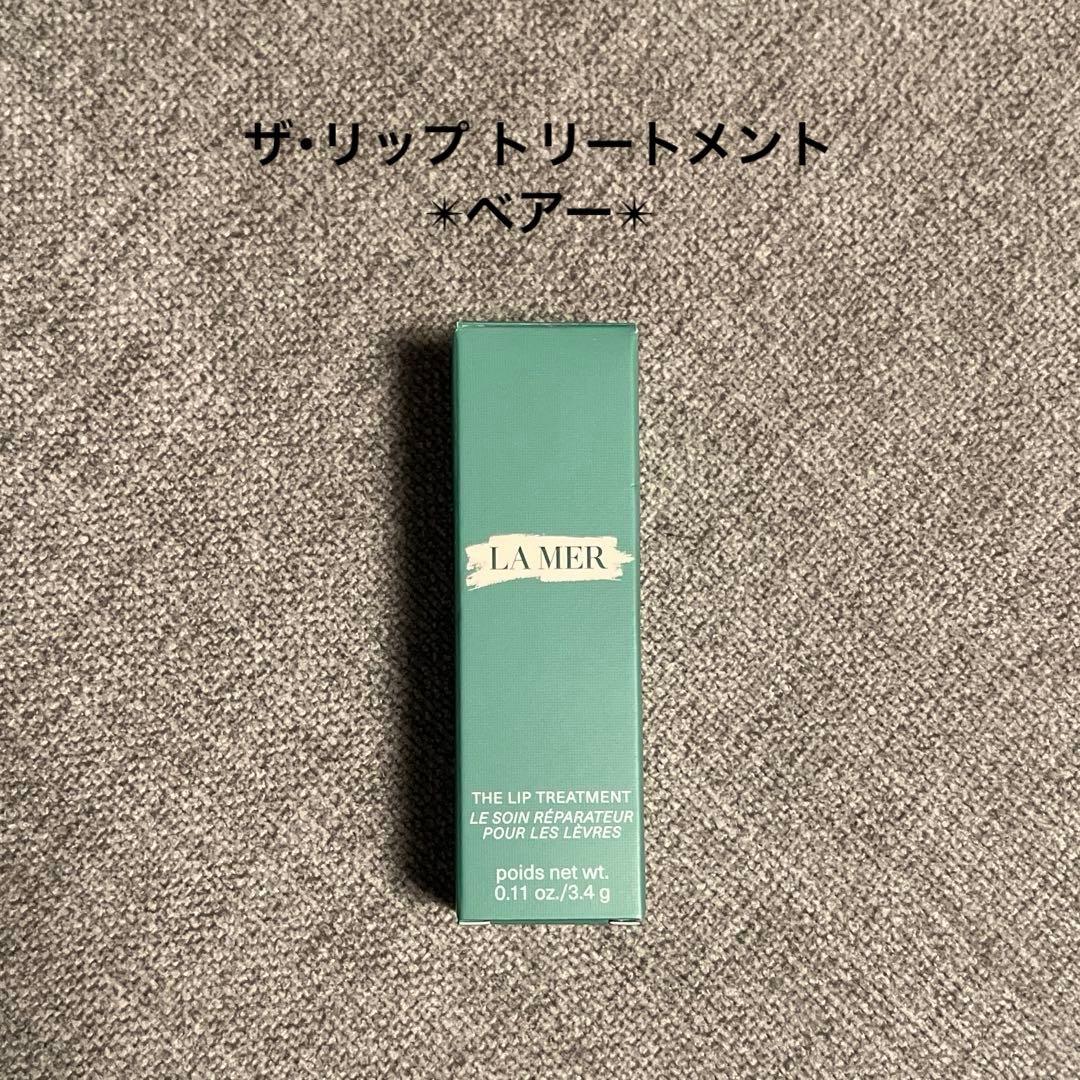 ザ・リップ トリートメント
✴ベアー✴
LA MER
THE LIP TREATMENT
LE SOIN RÉPARATEUR
POUR LES LÈVRES
poids net wt.
0.11 oz./3.4 g